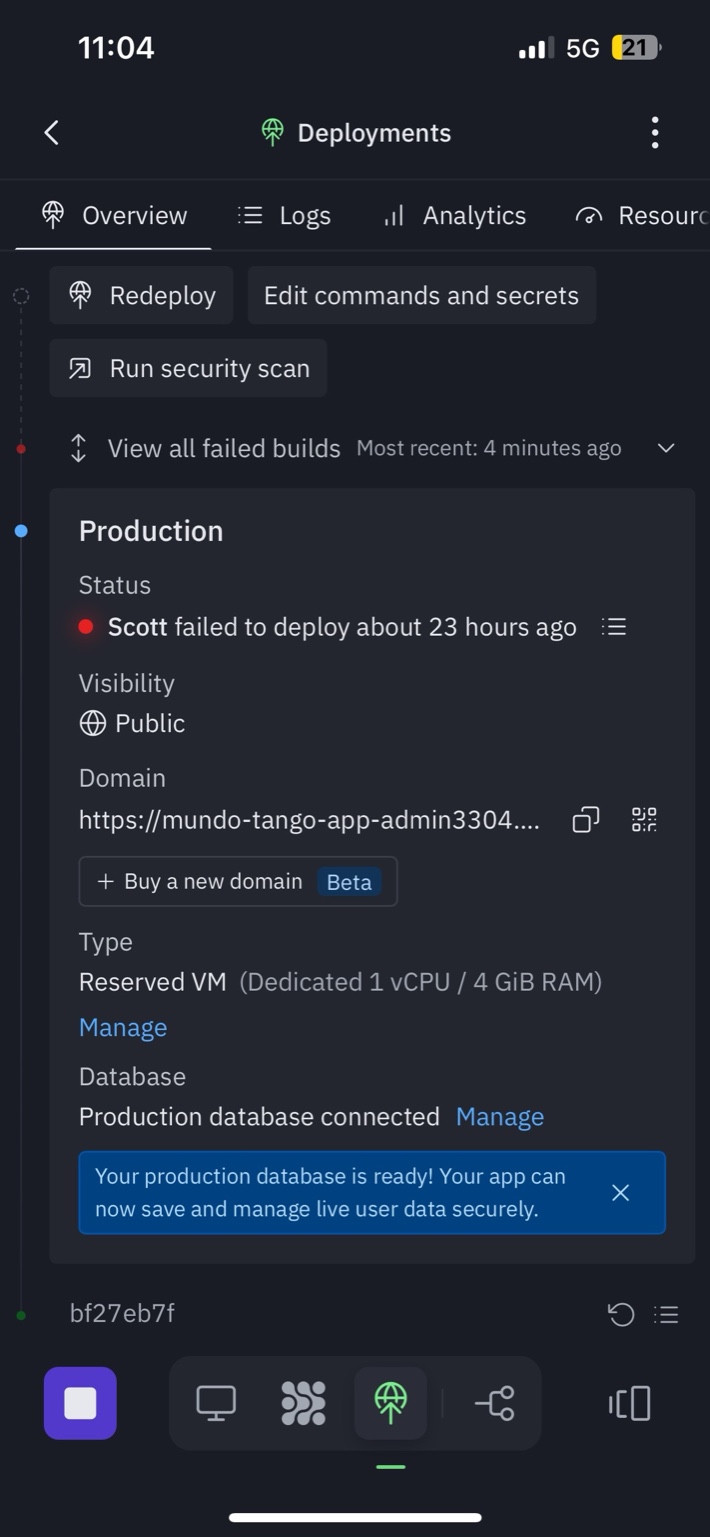 11:04
5G 21
Deployments
Overview Logs Analytics Resourc
Redeploy Edit commands and secrets
Run security scan
View all failed builds Most recent: 4 minutes ago
Production
Status
Scott failed to deploy about 23 hours ago
Visibility
Public
Domain
https://mundo-tango-app-admin3304....
+ Buy a new domain Beta
Type
Reserved VM (Dedicated 1 vCPU / 4 GiB RAM)
Manage
Database
Production database connected Manage
Your production database is ready! Your app can
now save and manage live user data securely.
bf27eb7f